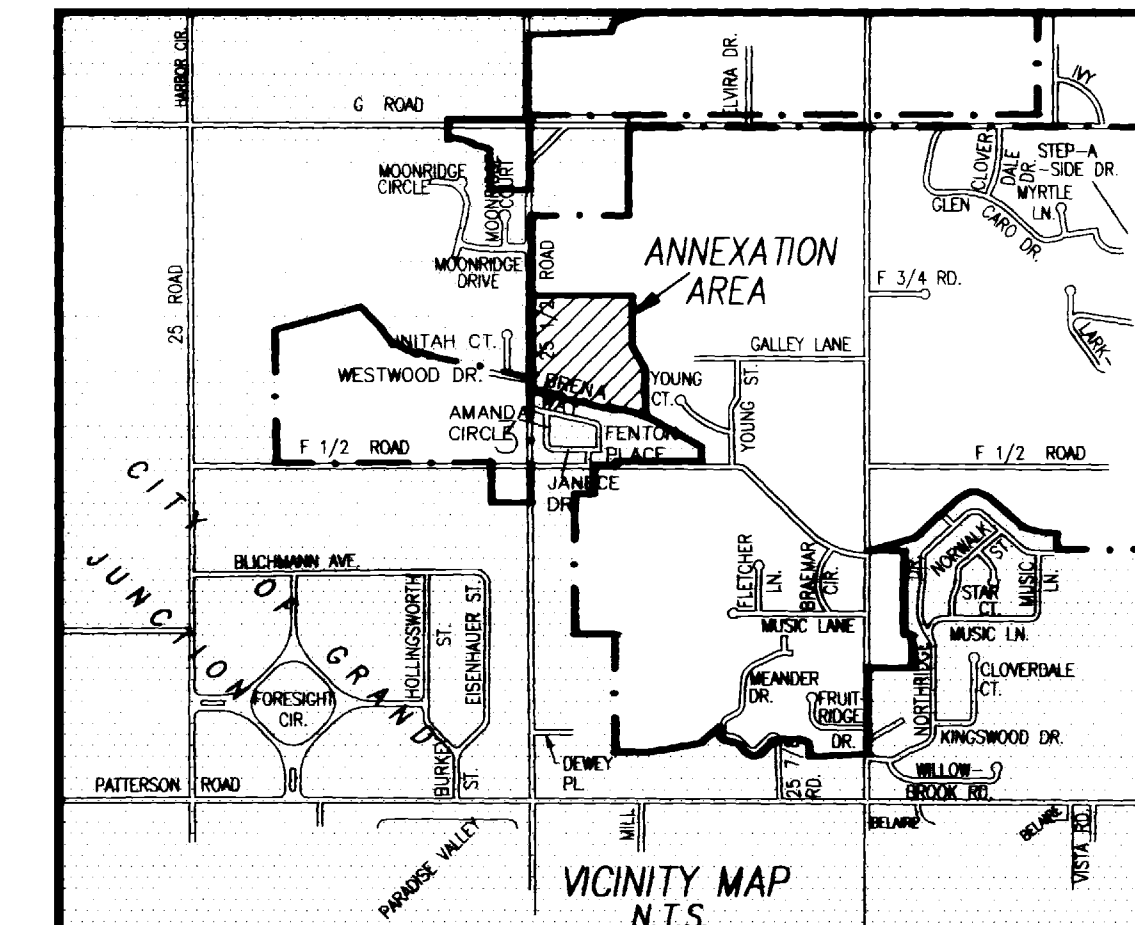 HARBOR CIR.
G ROAD
ELVIRA DR.
IVY
MOONRIDGE
CIRCLE
MOONRIDGE
COURT
MOONRIDGE
DRIVE
CLOVER
DALE
DR.
STEP-A
-SIDE DR.
MYRTLE
LN.
GLEN
CARO DR.
25 ROAD
25 1/2 ROAD
ANNEXATION
AREA
F 3/4 RD.
LARK-
UNITAH CT.
WESTWOOD DR.
BRENA
WAY
YOUNG
CT.
GALLEY LANE
YOUNG ST.
AMANDA
CIRCLE
FENTON
PLACE
F 1/2 ROAD
F 1/2 ROAD
JANECE
DR.
CITY
OF GRAND
JUNCTION
BLICHMANN AVE.
HOLLINGSWORTH
ST.
EISENHAUER ST.
FLETCHER
LN.
BRAEMAR
CIR.
MUSIC LANE
NORWALK
ST.
STAR
CT.
MUSIC
LN.
MUSIC LN.
NORTHRIDGE
DR.
CLOVERDALE
CT.
FORESIGHT
CIR.
MEANDER
DR.
FRUIT-
RIDGE
DR.
KINGSWOOD DR.
BURKE
ST.
DEWEY
PL.
25 7/8
RD.
WILLOW-
BROOK RD.
PATTERSON ROAD
PARADISE VALLEY
MILL
BELAIRE
BELAIRE
VISTA RD.
VICINITY MAP
N.T.S.